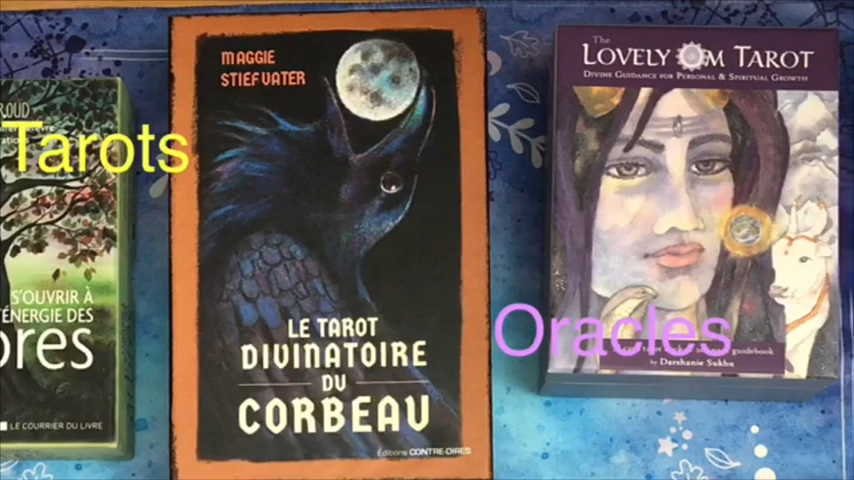 ROUD
Tarots
S'OUVRIR À
L'ÉNERGIE DES
ores
LE COURRIER DU LIVRE
MAGGIE
STIEFVATER
LE TAROT
DIVINATOIRE
DU
CORBEAU
Éditions CONTRE-DIRES
The
LOVELY OM TAROT
DIVINE GUIDANCE FOR PERSONAL & SPIRITUAL GROWTH
Oracles
guidebook
by Darshanie Sukhu